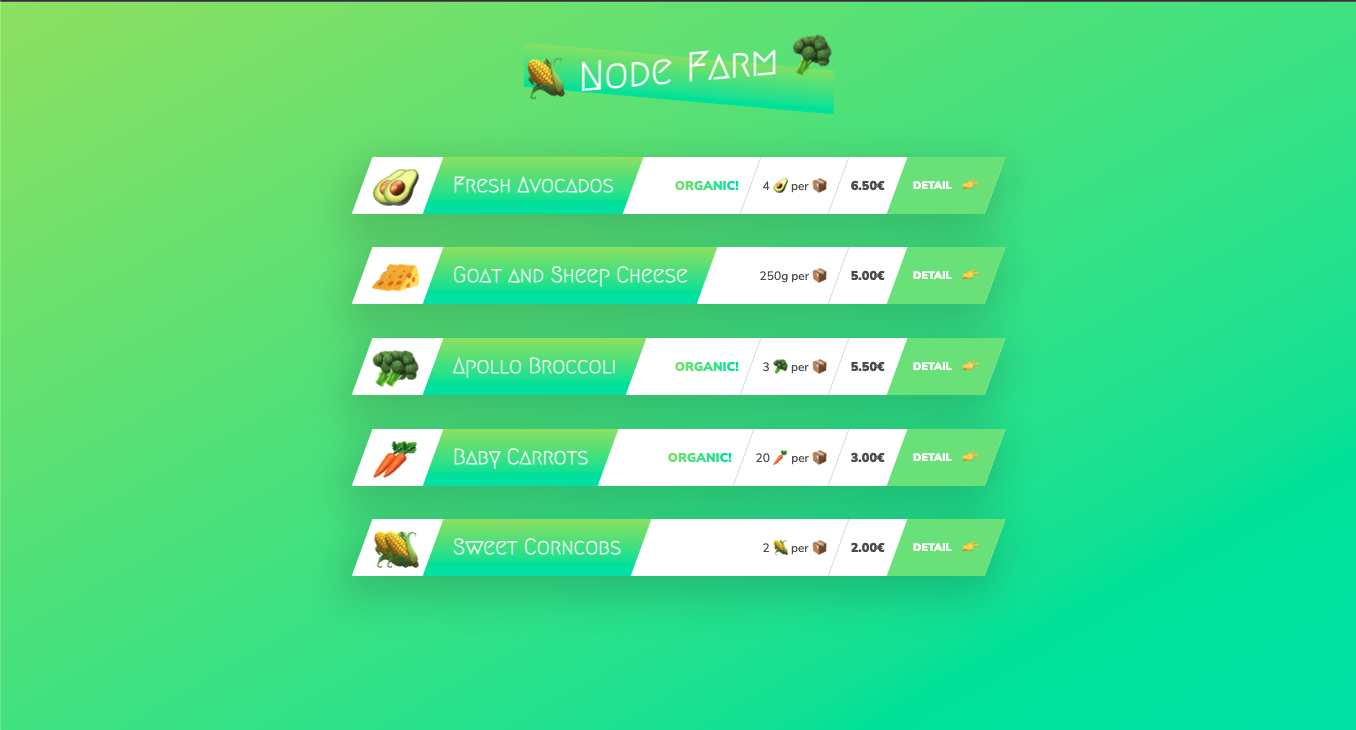 Node Farm
Fresh Avocados ORGANIC! 4 🥑 per 📦 6.50€ DETAIL 👉
Goat and Sheep Cheese 250g per 📦 5.00€ DETAIL 👉
Apollo Broccoli ORGANIC! 3 🥦 per 📦 5.50€ DETAIL 👉
Baby Carrots ORGANIC! 20 🥕 per 📦 3.00€ DETAIL 👉
Sweet Corncobs 2 🌽 per 📦 2.00€ DETAIL 👉